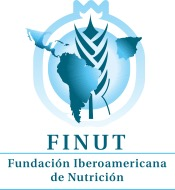 FINUT
Fundación Iberoamericana
de Nutrición